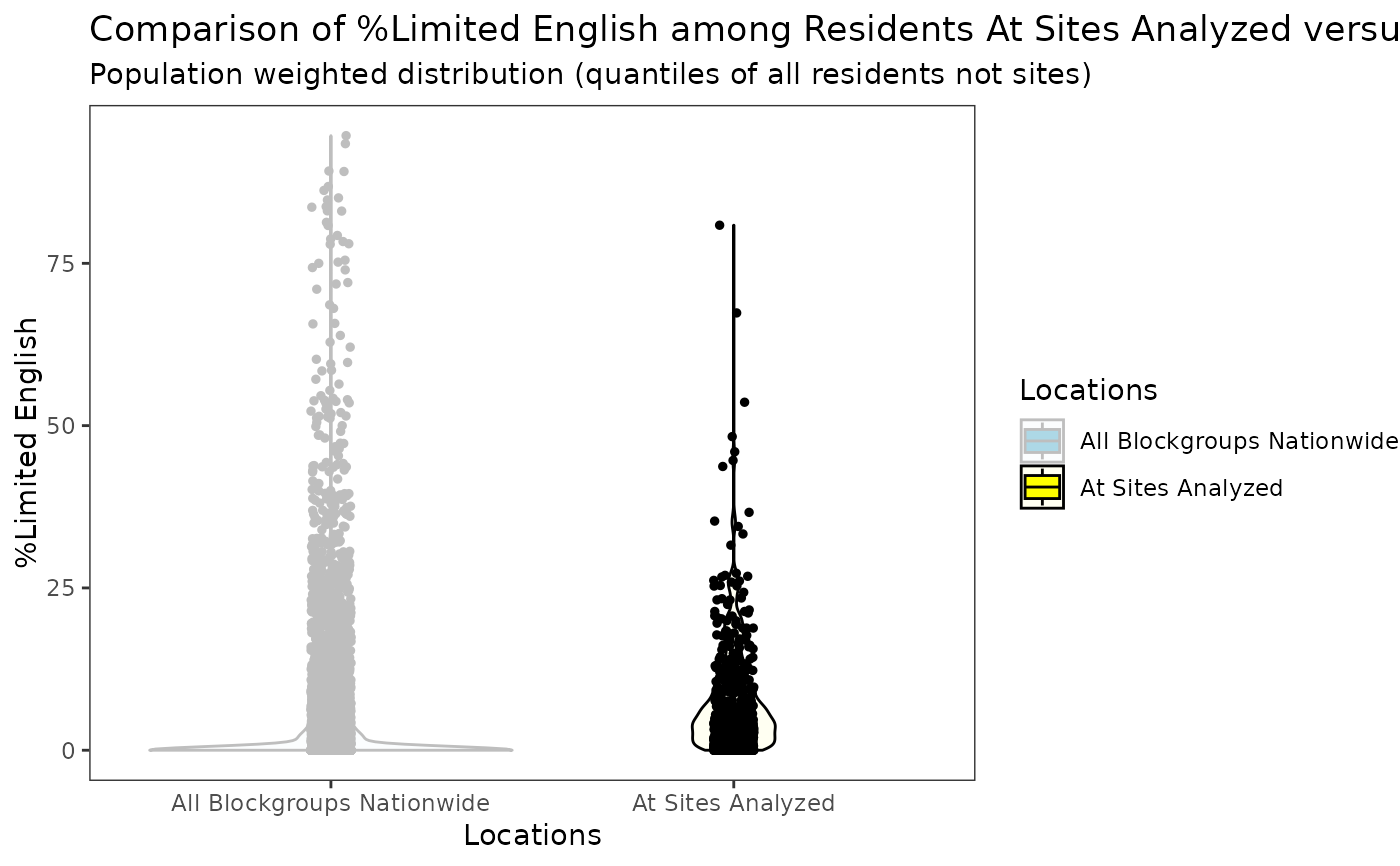 Comparison of %Limited English among Residents At Sites Analyzed versu
Population weighted distribution (quantiles of all residents not sites)
%Limited English
75
50
25
0
All Blockgroups Nationwide
At Sites Analyzed
Locations
Locations
All Blockgroups Nationwide
At Sites Analyzed